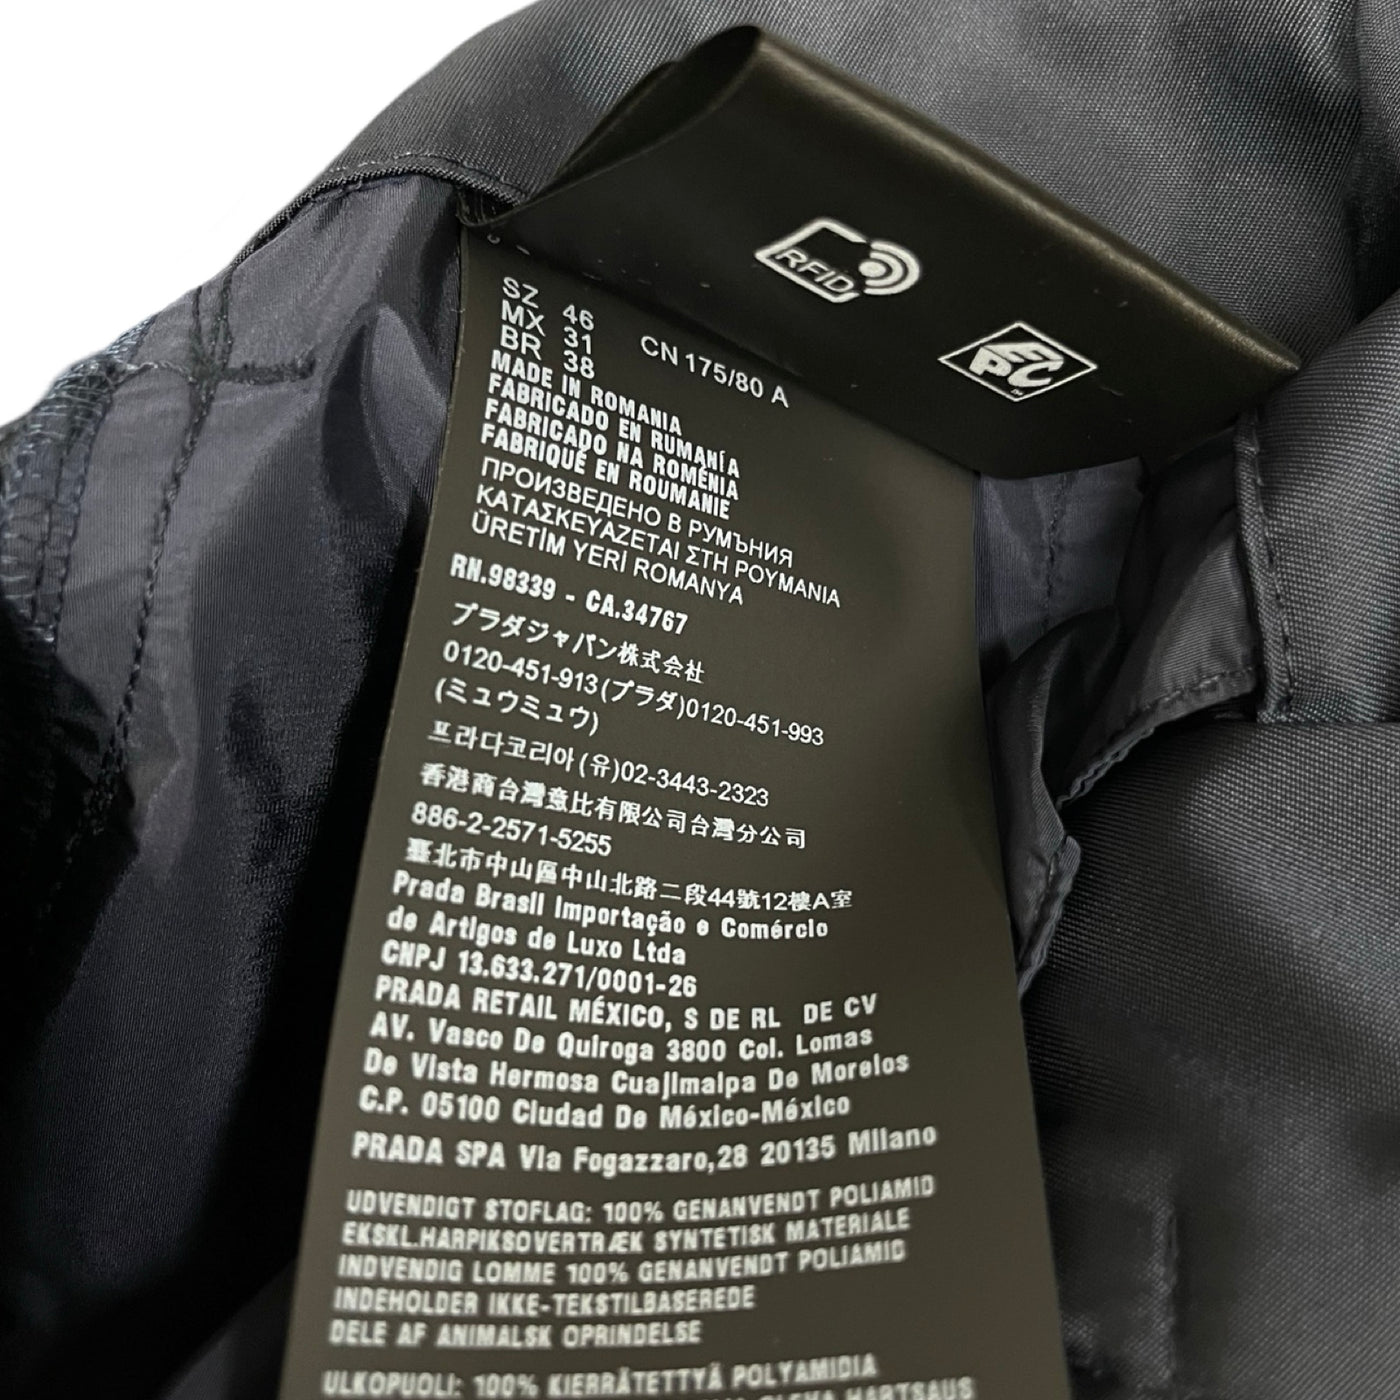 RFID
EPC
SZ 46
MX 31 CN 175/80 A
BR 38
MADE IN ROMANIA
FABRICADO EN RUMANÍA
FABRICADO NA ROMÊNIA
FABRIQUÉ EN ROUMANIE
ПРОИЗВЕДЕНО В РУМЪНИЯ
ΚΑΤΑΣΚΕΥΑΖΕΤΑΙ ΣΤΗ ΡΟΥΜΑΝΙΑ
ÜRETİM YERİ ROMANYA
RN.98339 - CA.34767
プラダジャパン株式会社
0120-451-913(プラダ)0120-451-993
(ミュウミュウ)
프라다코리아(유)02-3443-2323
香港商台灣意比有限公司台灣分公司
886-2-2571-5255
臺北市中山區中山北路二段44號12樓A室
Prada Brasil Importação e Comércio
de Artigos de Luxo Ltda
CNPJ 13.633.271/0001-26
PRADA RETAIL MÉXICO, S DE RL DE CV
AV. Vasco De Quiroga 3800 Col. Lomas
De Vista Hermosa Cuajimalpa De Morelos
C.P. 05100 Ciudad De México-México
PRADA SPA Via Fogazzaro,28 20135 Milano
UDVENDIGT STOFLAG: 100% GENANVENDT POLIAMID
EKSKL.HARPIKSOVERTRÆK SYNTETISK MATERIALE
INDVENDIG LOMME 100% GENANVENDT POLIAMID
INDEHOLDER IKKE-TEKSTILBASEREDE
DELE AF ANIMALSK OPRINDELSE
ULKOPUOLI: 100% KIERRÄTETTYÄ POLYAMIDIA
HARTSAUS